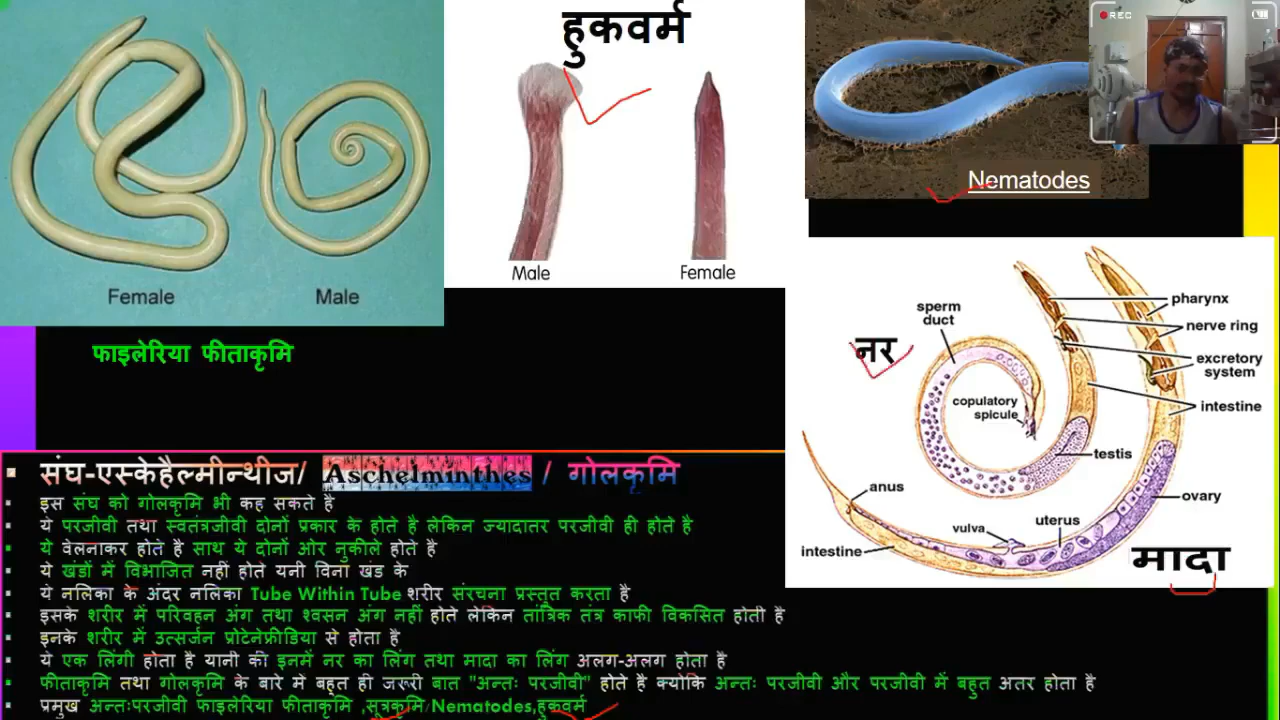 हुकवर्म
REC
Female
Male
Male
Female
Nematodes
फाइलेरिया फीताकृमि
pharynx
nerve ring
excretory
system
intestine
sperm
duct
नर
copulatory
spicule
testis
anus
ovary
vulva
uterus
intestine
मादा
संघ-एस्केहैल्मीन्थीज/ Aschelminthes / गोलकृमि
इस संघ को गोलकृमि भी कह सकते है
ये परजीवी तथा स्वतंत्रजीवी दोनों प्रकार के होते है लेकिन ज्यादातर परजीवी ही होते है
ये वेलनाकर होते है साथ ये दोनों ओर नुकीले होते है
ये खंडों में विभाजित नहीं होते यनी विना खंड के
ये नलिका के अंदर नलिका Tube Within Tube शरीर संरचना प्रस्तुत करता है
इसके शरीर में परिवहन अंग तथा श्वसन अंग नहीं होते लेकिन तांत्रिक तंत्र काफी विकसित होती है
इनके शरीर में उत्सर्जन प्रोटेनेफ्रीडिया से होता है
ये एक लिंगी होता है यानी की इनमें नर का लिंग तथा मादा का लिंग अलग-अलग होता है
फीताकृमि तथा गोलकृमि के बारे में बहत ही जरूरी बात "अन्तः परजीवी" होते है क्योकि अन्तः परजीवी और परजीवी में बहुत अतर होता है
प्रमुख अन्तःपरजीवी फाइलेरिया फीताकृमि ,सूत्रकृमि/Nematodes,हुकवर्म